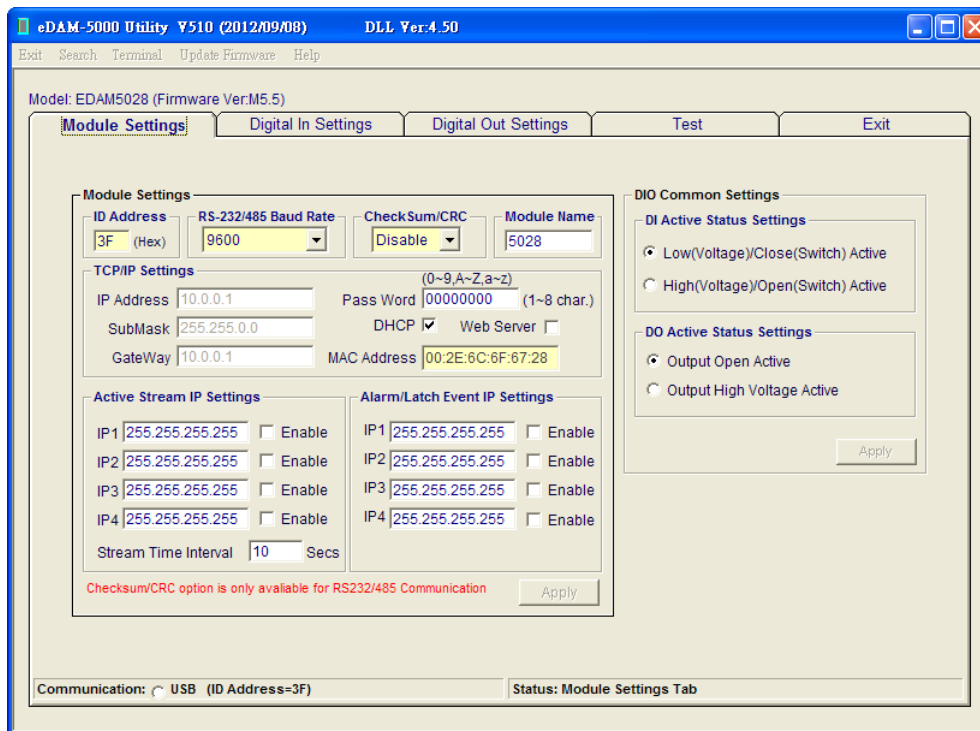 eDAM-5000 Utility V510 (2012/09/08) DLL Ver:4.50
Exit Search Terminal Update Firmware Help
Model: EDAM5028 (Firmware Ver:M5.5)
Module Settings Digital In Settings Digital Out Settings Test Exit
Module Settings
ID Address RS-232/485 Baud Rate CheckSum/CRC Module Name
3F (Hex) 9600 Disable 5028
TCP/IP Settings
(0~9,A~Z,a~z)
IP Address 10.0.0.1 Pass Word 00000000 (1~8 char.)
SubMask 255.255.0.0 DHCP Web Server
GateWay 10.0.0.1 MAC Address 00:2E:6C:6F:67:28
Active Stream IP Settings Alarm/Latch Event IP Settings
IP1 255.255.255.255 Enable IP1 255.255.255.255 Enable
IP2 255.255.255.255 Enable IP2 255.255.255.255 Enable
IP3 255.255.255.255 Enable IP3 255.255.255.255 Enable
IP4 255.255.255.255 Enable IP4 255.255.255.255 Enable
Stream Time Interval 10 Secs
Checksum/CRC option is only avaliable for RS232/485 Communication Apply
DIO Common Settings
DI Active Status Settings
Low(Voltage)/Close(Switch) Active
High(Voltage)/Open(Switch) Active
DO Active Status Settings
Output Open Active
Output High Voltage Active
Apply
Communication: USB (ID Address=3F) Status: Module Settings Tab